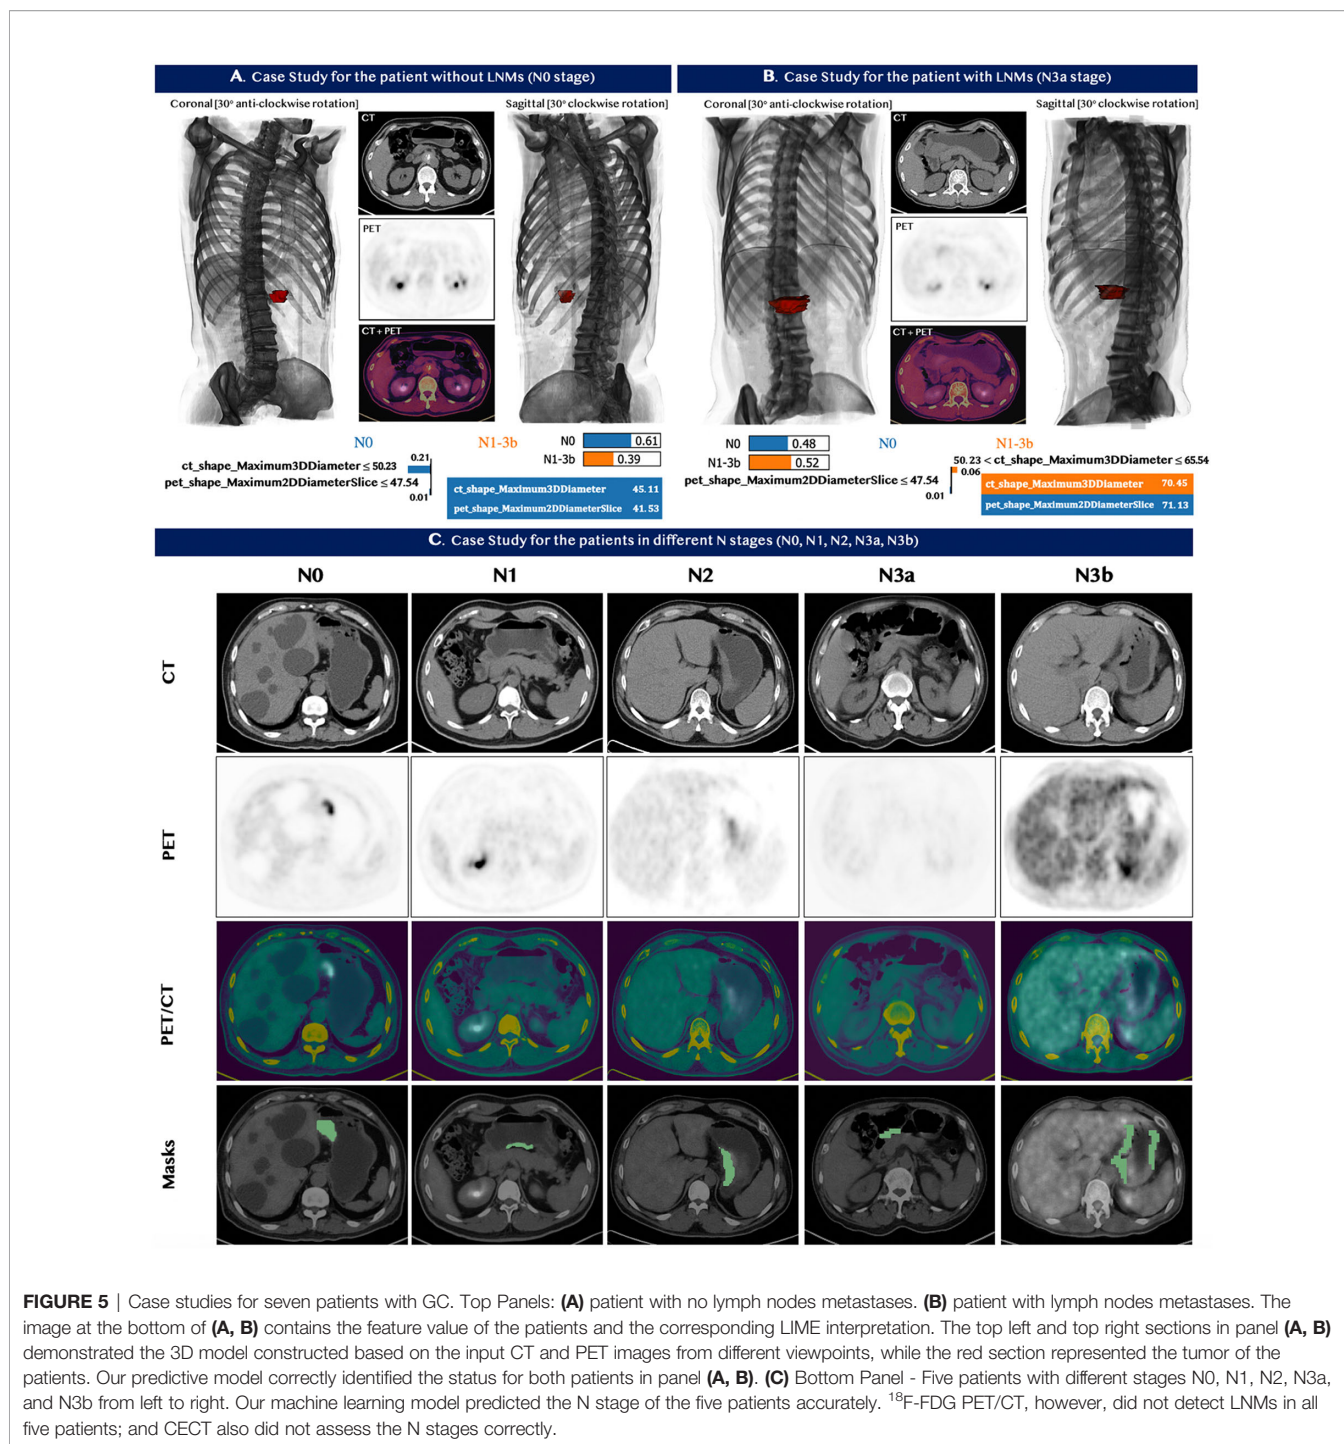 A. Case Study for the patient without LNMs (N0 stage)
B. Case Study for the patient with LNMs (N3a stage)
Coronal [30° anti-clockwise rotation]
Sagittal [30° clockwise rotation]
Coronal [30° anti-clockwise rotation]
Sagittal [30° clockwise rotation]
CT
PET
CT + PET
CT
PET
CT + PET
N0
N1-3b
N0 0.61
N1-3b 0.39
0.21
ct_shape_Maximum3DDiameter ≤ 50.23
pet_shape_Maximum2DDiameterSlice ≤ 47.54
0.01
ct_shape_Maximum3DDiameter 45.11
pet_shape_Maximum2DDiameterSlice 41.53
N0 0.48
N1-3b 0.52
N0
N1-3b
50.23 < ct_shape_Maximum3DDiameter ≤ 65.54
0.06
pet_shape_Maximum2DDiameterSlice ≤ 47.54
0.01
ct_shape_Maximum3DDiameter 70.45
pet_shape_Maximum2DDiameterSlice 71.13
C. Case Study for the patients in different N stages (N0, N1, N2, N3a, N3b)
N0 N1 N2 N3a N3b
CT
PET
PET/CT
Masks
FIGURE 5 | Case studies for seven patients with GC. Top Panels: (A) patient with no lymph nodes metastases. (B) patient with lymph nodes metastases. The
image at the bottom of (A, B) contains the feature value of the patients and the corresponding LIME interpretation. The top left and top right sections in panel (A, B)
demonstrated the 3D model constructed based on the input CT and PET images from different viewpoints, while the red section represented the tumor of the
patients. Our predictive model correctly identified the status for both patients in panel (A, B). (C) Bottom Panel - Five patients with different stages N0, N1, N2, N3a,
and N3b from left to right. Our machine learning model predicted the N stage of the five patients accurately. ¹⁸F-FDG PET/CT, however, did not detect LNMs in all
five patients; and CECT also did not assess the N stages correctly.